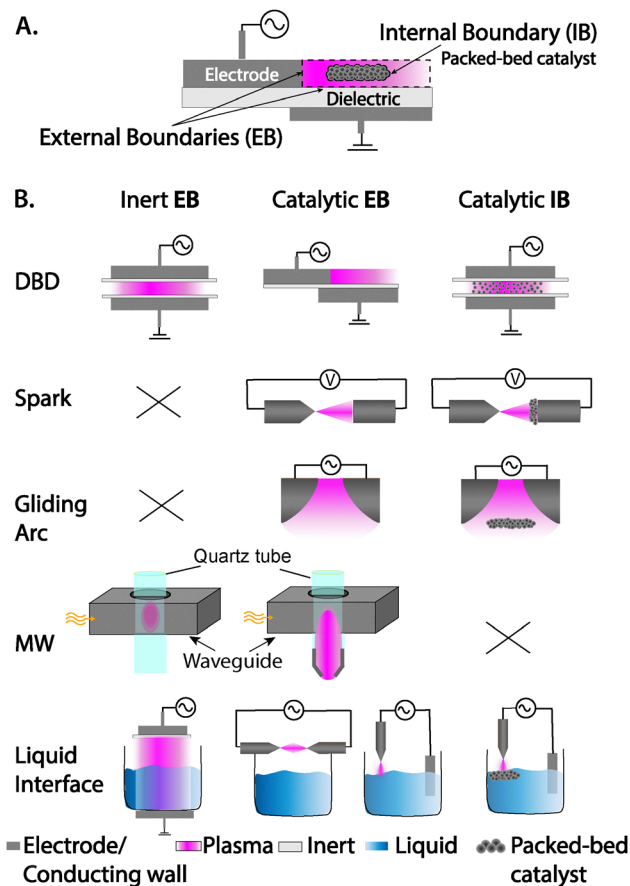 A.
Internal Boundary (IB)
Packed-bed catalyst
Electrode
Dielectric
External Boundaries (EB)
B.
Inert EB
Catalytic EB
Catalytic IB
DBD
Spark
V
V
Gliding
Arc
Quartz tube
MW
Waveguide
Liquid
Interface
Electrode/
Conducting wall
Plasma
Inert
Liquid
Packed-bed
catalyst